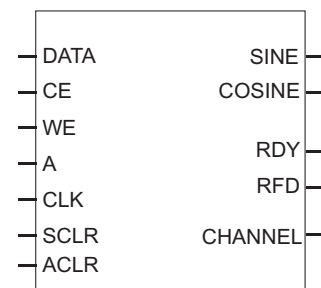 DATA
CE
WE
A
CLK
SCLR
ACLR
SINE
COSINE
RDY
RFD
CHANNEL